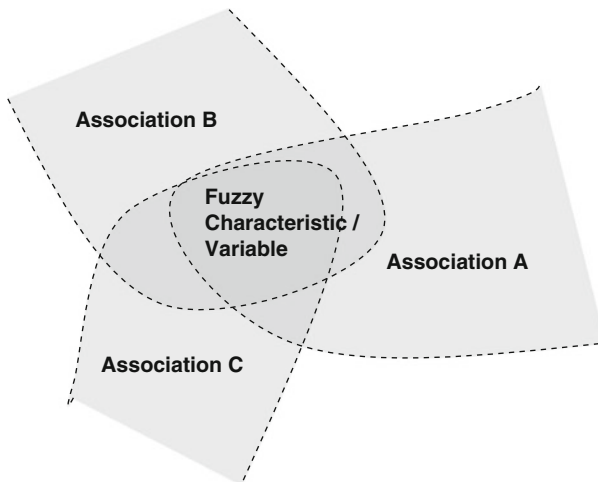 Association B
Fuzzy
Characteristic /
Variable
Association A
Association C